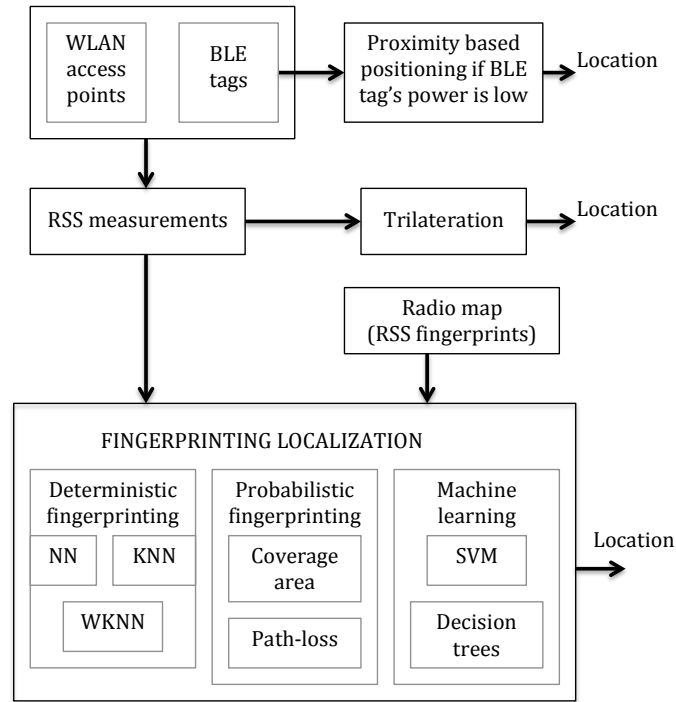 WLAN
access
points
BLE
tags
Proximity based
positioning if BLE
tag’s power is low
Location
RSS measurements
Trilateration
Location
Radio map
(RSS fingerprints)
FINGERPRINTING LOCALIZATION
Deterministic
fingerprinting
NN
KNN
WKNN
Probabilistic
fingerprinting
Coverage
area
Path-loss
Machine
learning
SVM
Decision
trees
Location